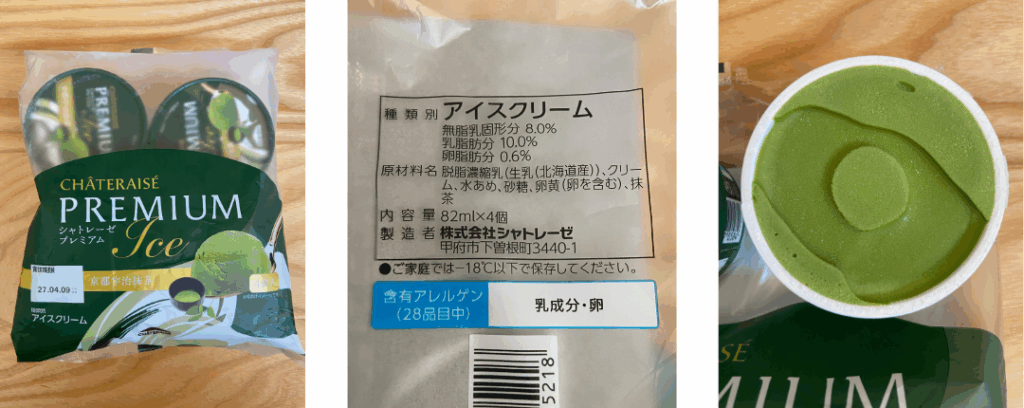 CHÂTERAISÉ
PREMIUM
シャトレーゼ
プレミアム
Ice
京都宇治抹茶
27.04.09
アイスクリーム
PREMIUM
種類別 アイスクリーム
無脂乳固形分 8.0%
乳脂肪分 10.0%
卵脂肪分 0.6%
原材料名 脱脂濃縮乳(生乳(北海道産))、クリー
ム、水あめ、砂糖、卵黄(卵を含む)、抹
茶
内容量 82ml×4個
製造者 株式会社シャトレーゼ
甲府市下曽根町3440-1
●ご家庭では−18℃以下で保存してください。
含有アレルゲン
(28品目中)
乳成分・卵
5218
ISÉ
EMIUM